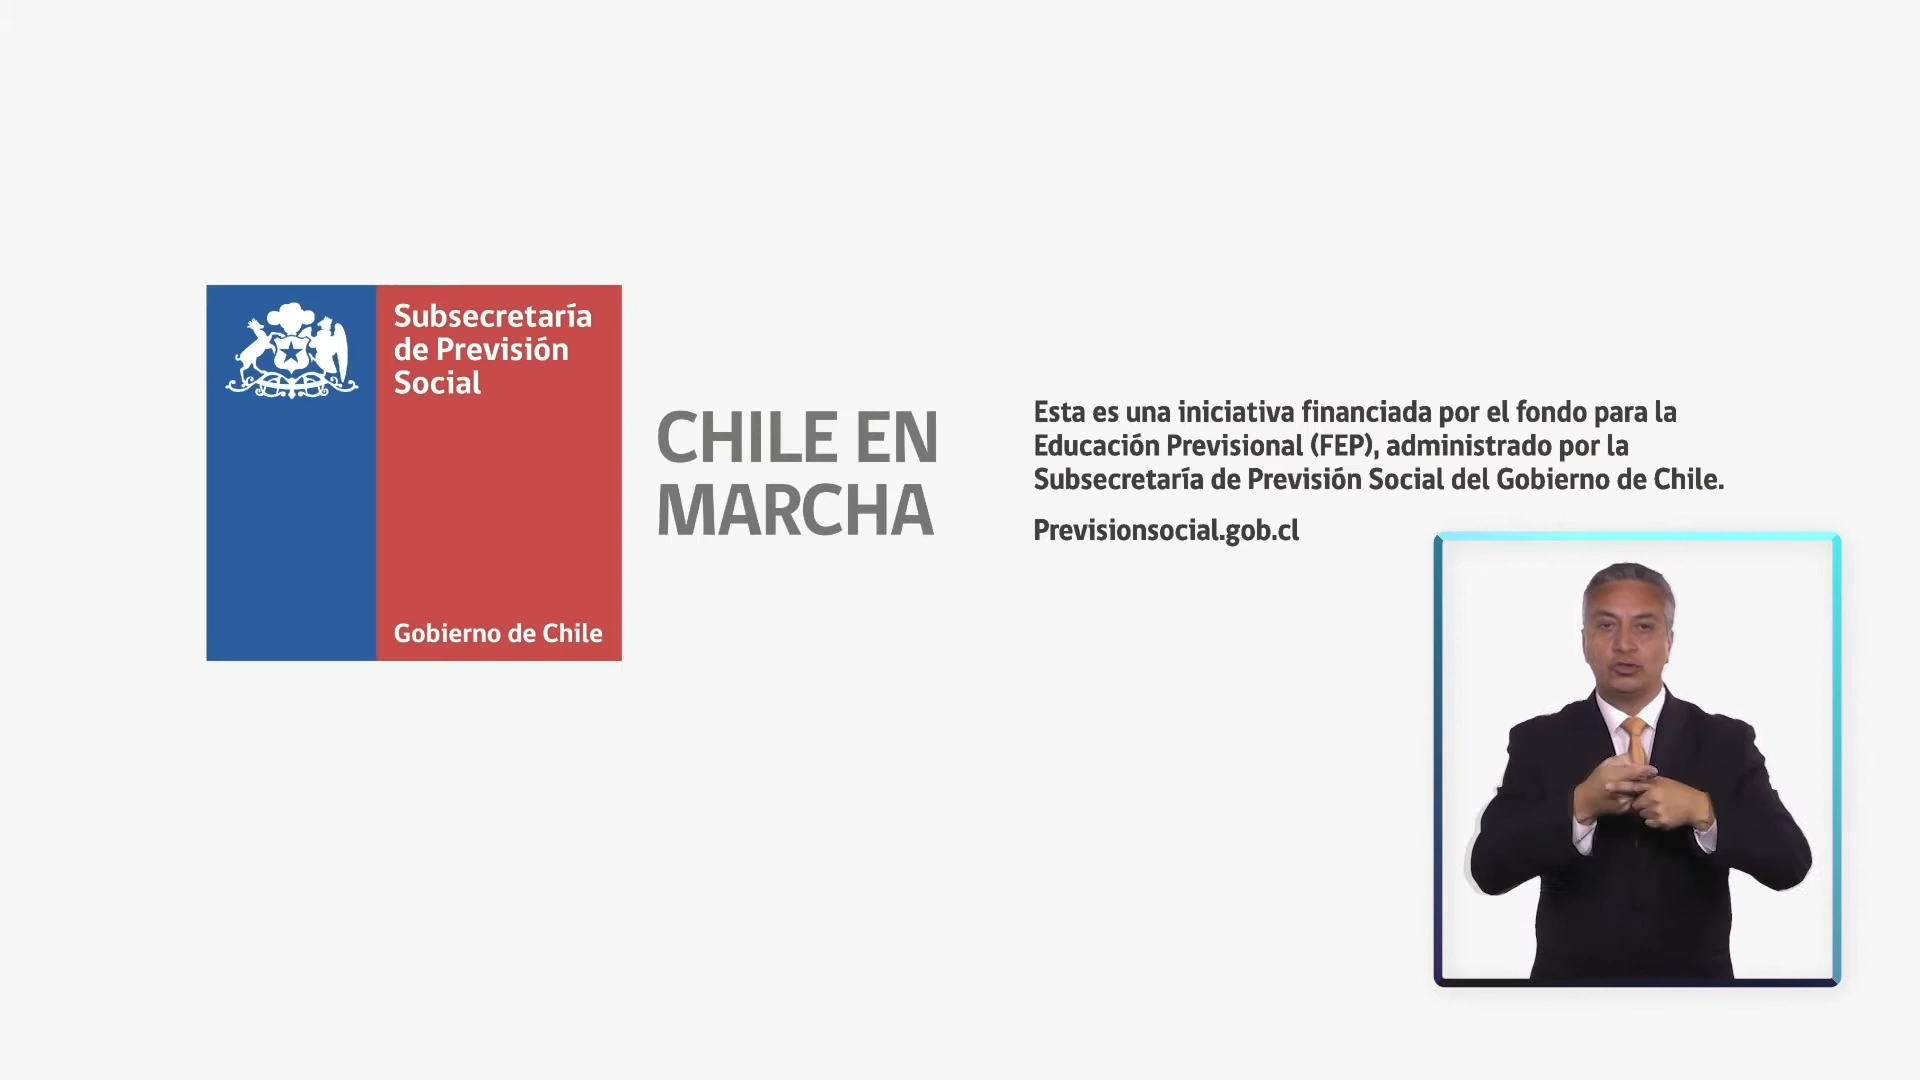 Subsecretaría
de Previsión
Social
Gobierno de Chile
CHILE EN
MARCHA
Esta es una iniciativa financiada por el fondo para la
Educación Previsional (FEP), administrado por la
Subsecretaría de Previsión Social del Gobierno de Chile.
Previsionsocial.gob.cl